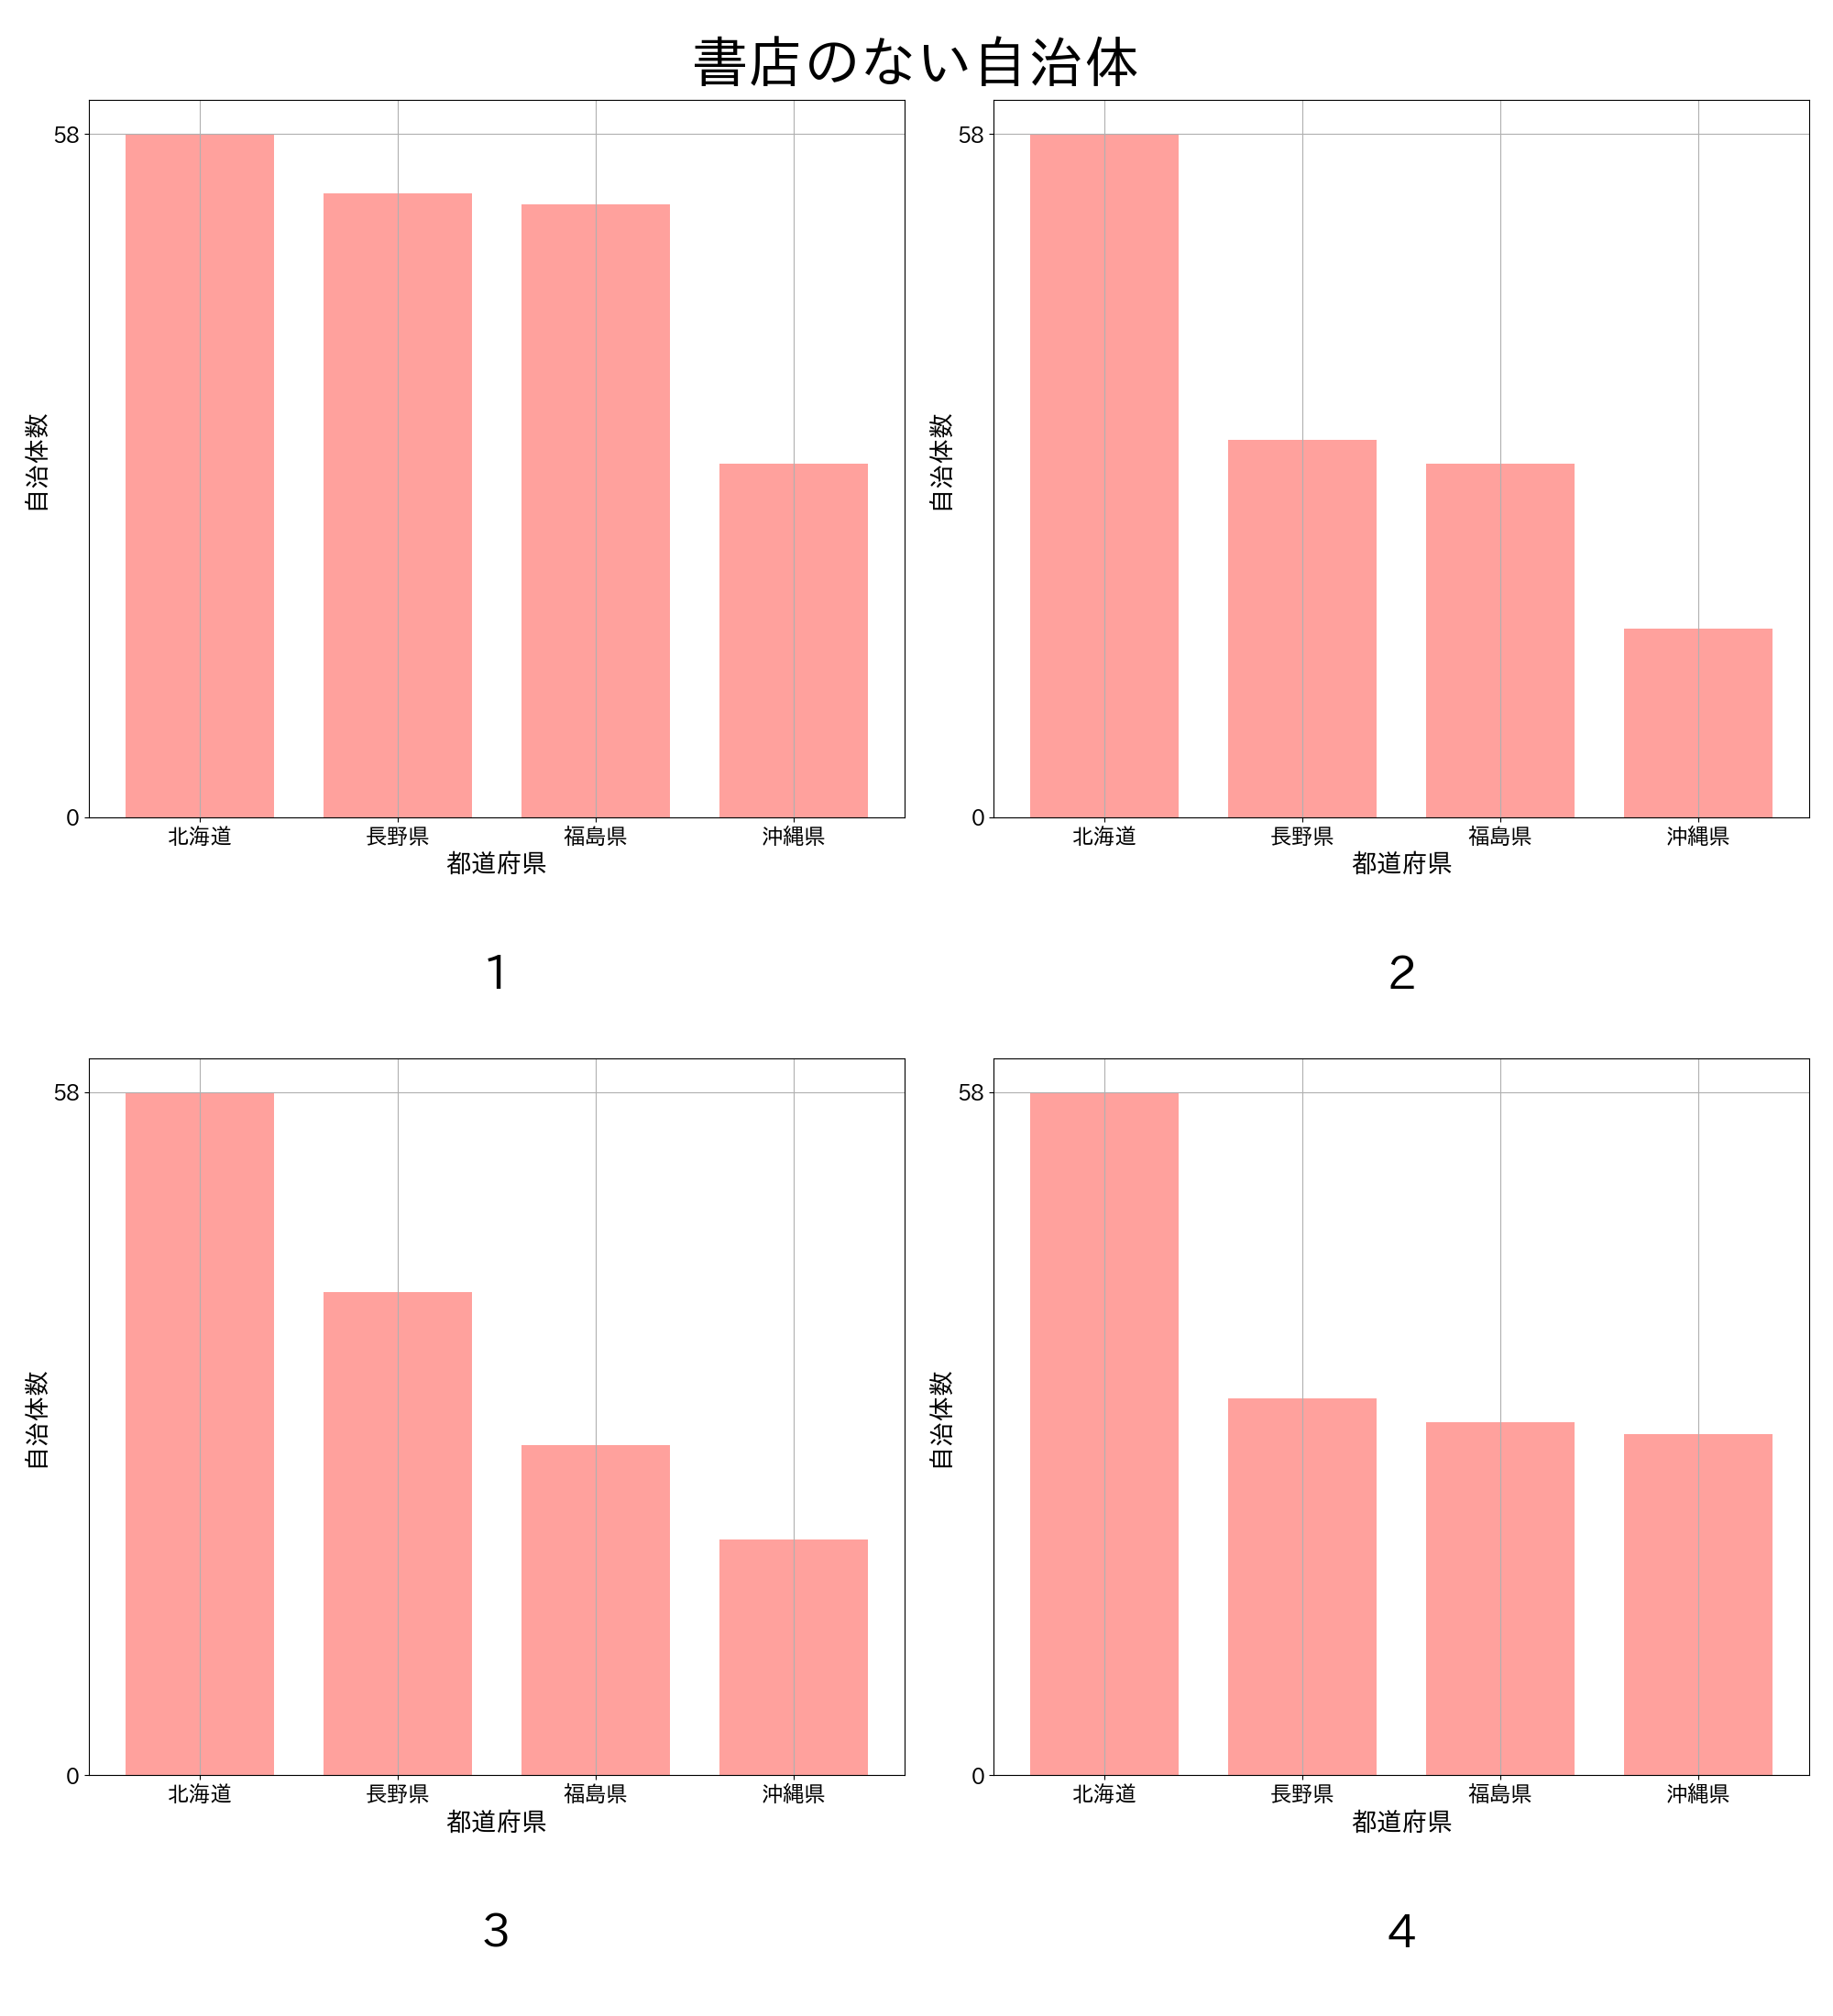 書店のない自治体
58
0
自治体数
北海道 長野県 福島県 沖縄県
都道府県
1
58
0
自治体数
北海道 長野県 福島県 沖縄県
都道府県
2
58
0
自治体数
北海道 長野県 福島県 沖縄県
都道府県
3
58
0
自治体数
北海道 長野県 福島県 沖縄県
都道府県
4